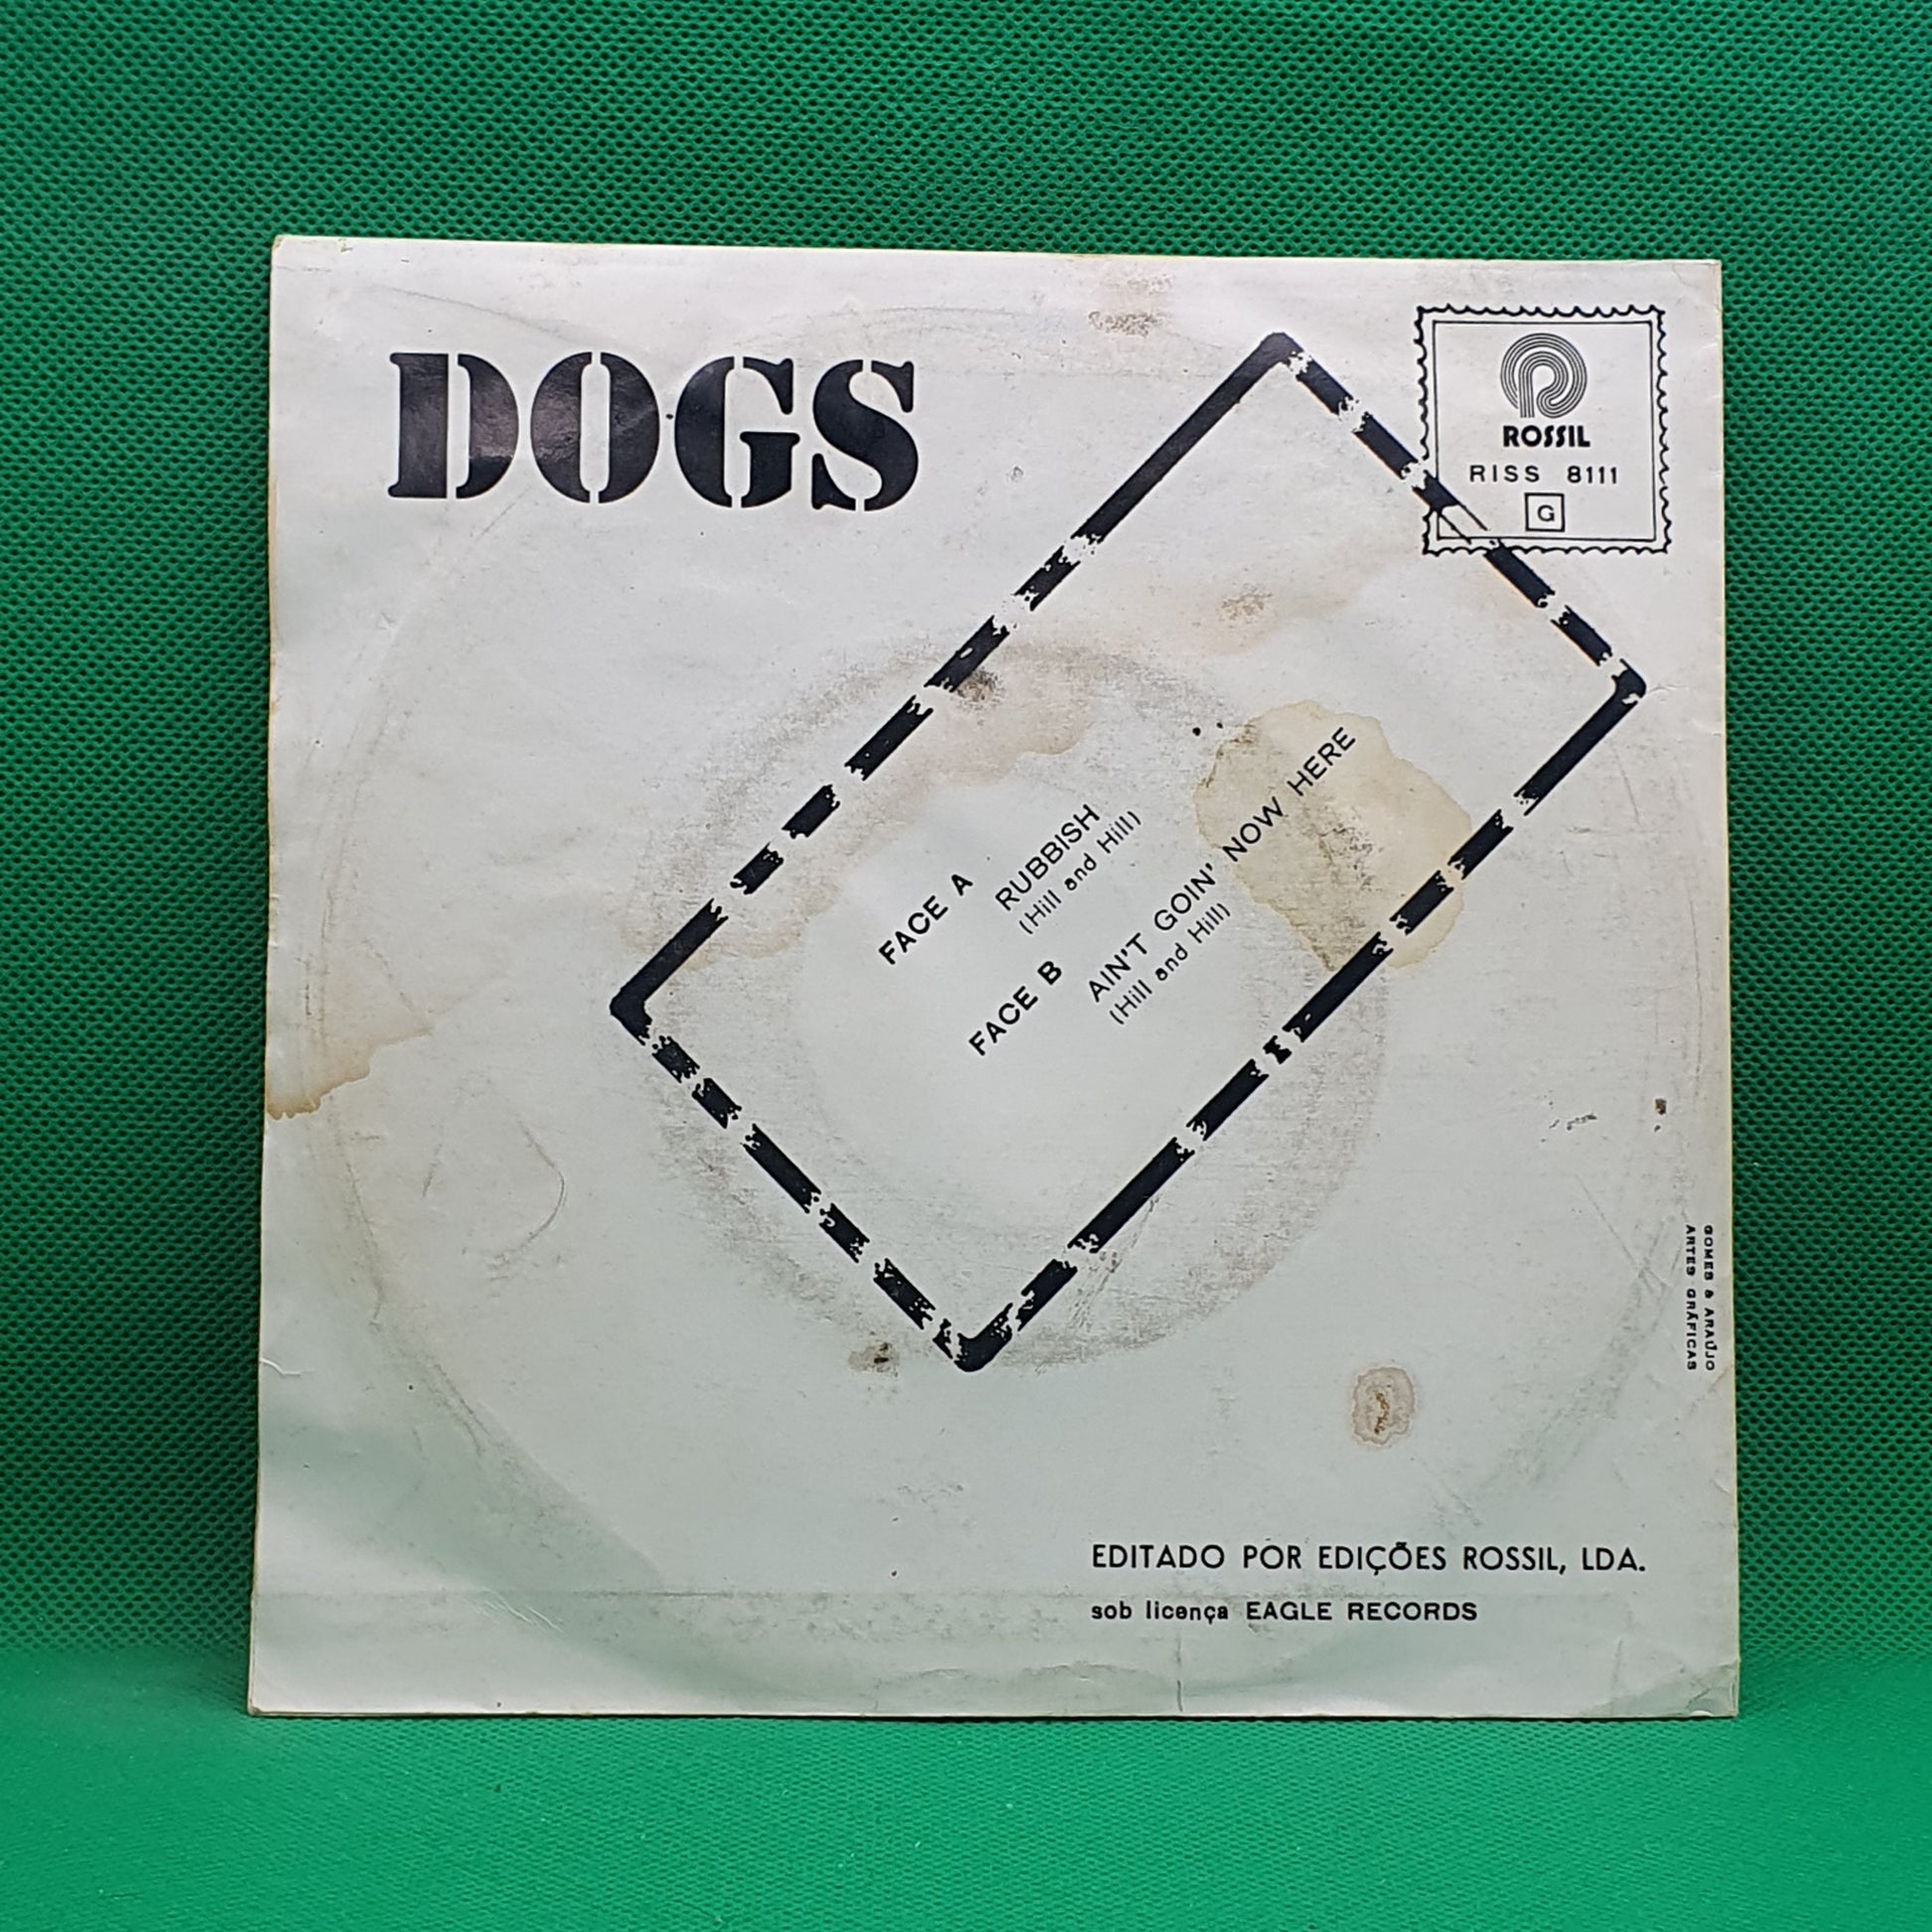 DOGS
ROSSIL
RISS 8111
G
FACE A
RUBBISH
(Hill and Hill)
FACE B
AIN'T GOIN' NOW HERE
(Hill and Hill)
GOMES & ARAÚJO
ARTES GRÁFICAS
EDITADO POR EDIÇÕES ROSSIL, LDA.
sob licença EAGLE RECORDS